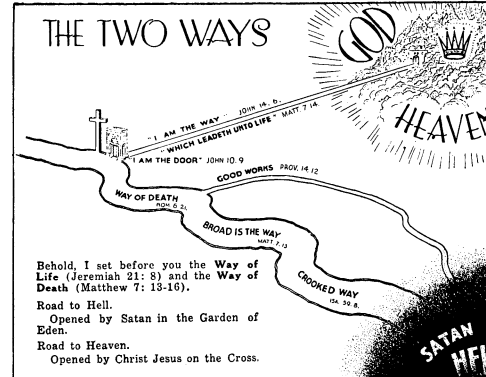 THE TWO WAYS
GOD
HEAVEN
"I AM THE WAY" JOHN 14.6.
"WHICH LEADETH UNTO LIFE" MATT. 7.14.
"I AM THE DOOR" JOHN 10.9
GOOD WORKS PROV. 14.12
WAY OF DEATH
ROM 6 21.
BROAD IS THE WAY
MATT 7.13
CROOKED WAY
ISA. 59. 8.
Behold, I set before you the Way of
Life (Jeremiah 21: 8) and the Way of
Death (Matthew 7: 13-16).
Road to Hell.
Opened by Satan in the Garden of
Eden.
Road to Heaven.
Opened by Christ Jesus on the Cross.
SATAN
HEL